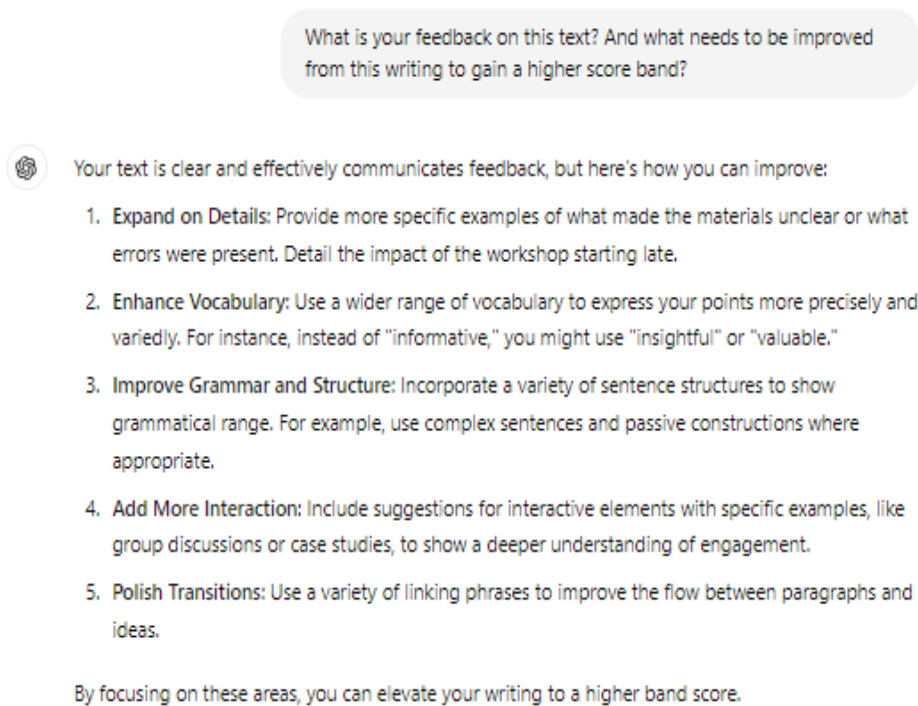 What is your feedback on this text? And what needs to be improved
from this writing to gain a higher score band?
Your text is clear and effectively communicates feedback, but here's how you can improve:
1. Expand on Details: Provide more specific examples of what made the materials unclear or what
errors were present. Detail the impact of the workshop starting late.
2. Enhance Vocabulary: Use a wider range of vocabulary to express your points more precisely and
variedly. For instance, instead of "informative," you might use "insightful" or "valuable."
3. Improve Grammar and Structure: Incorporate a variety of sentence structures to show
grammatical range. For example, use complex sentences and passive constructions where
appropriate.
4. Add More Interaction: Include suggestions for interactive elements with specific examples, like
group discussions or case studies, to show a deeper understanding of engagement.
5. Polish Transitions: Use a variety of linking phrases to improve the flow between paragraphs and
ideas.
By focusing on these areas, you can elevate your writing to a higher band score.